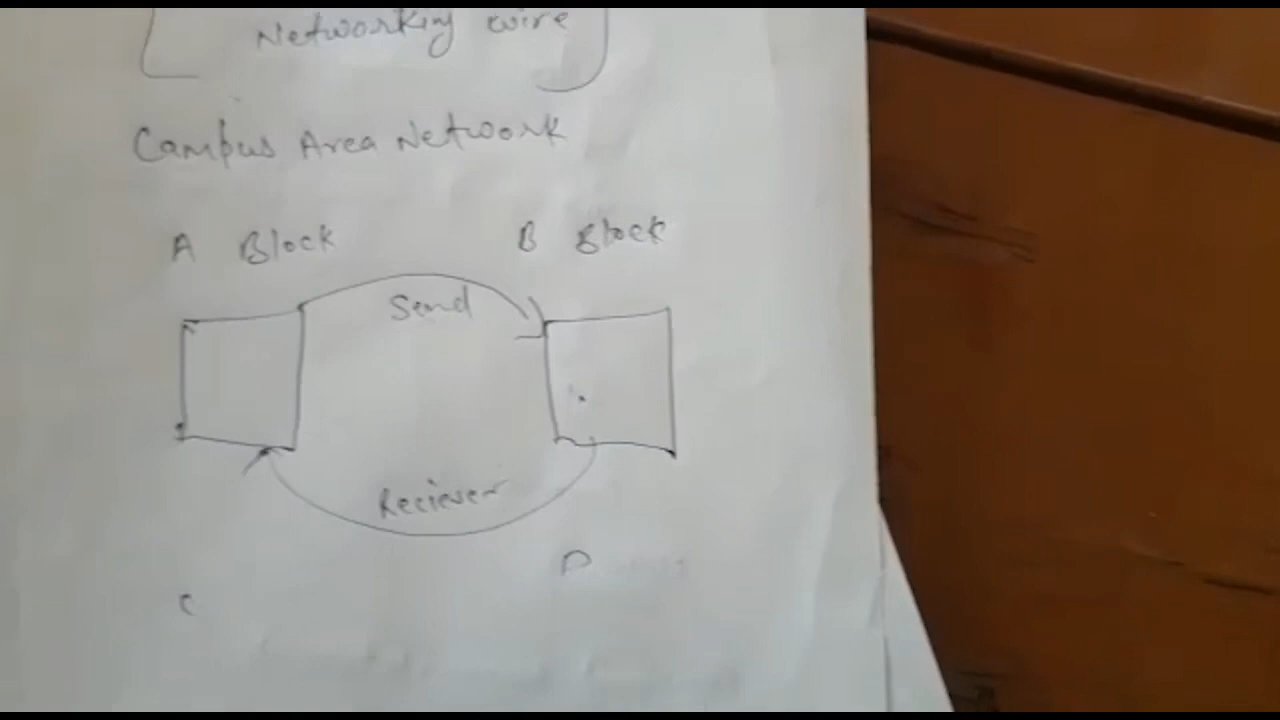 Networking wire
Campus Area Network
A Block B Block
Send
Reciever
D
C